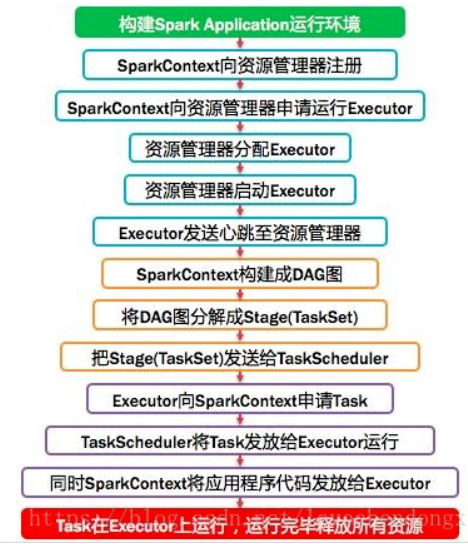 构建Spark Application运行环境
SparkContext向资源管理器注册
SparkContext向资源管理器申请运行Executor
资源管理器分配Executor
资源管理器启动Executor
Executor发送心跳至资源管理器
SparkContext构建成DAG图
将DAG图分解成Stage(TaskSet)
把Stage(TaskSet)发送给TaskScheduler
Executor向SparkContext申请Task
TaskScheduler将Task发放给Executor运行
同时SparkContext将应用程序代码发放给Executor
Task在Executor上运行，运行完毕释放所有资源